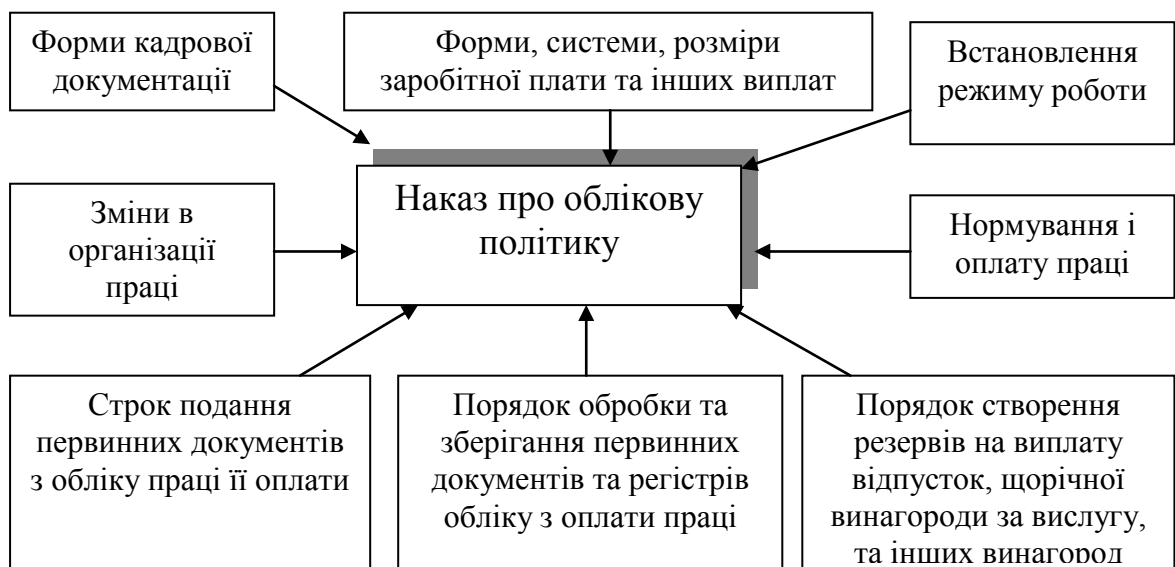 Форми кадрової
документації
Форми, системи, розміри
заробітної плати та інших виплат
Встановлення
режиму роботи
Зміни в
організації
праці
Наказ про облікову
політику
Нормування і
оплату праці
Строк подання
первинних документів
з обліку праці її оплати
Порядок обробки та
зберігання первинних
документів та регістрів
обліку з оплати праці
Порядок створення
резервів на виплату
відпусток, щорічної
винагороди за вислугу,
та інших винагород